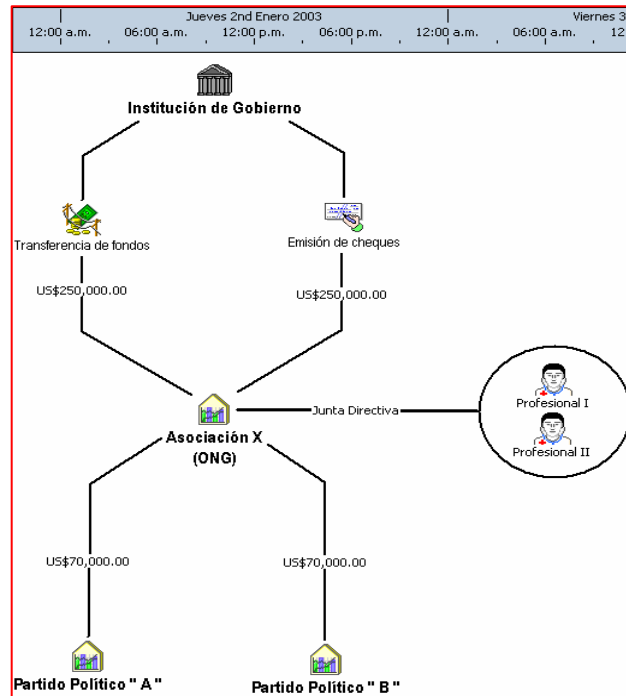 Jueves 2nd Enero 2003
Viernes 3
12:00 a.m. 06:00 a.m. 12:00 p.m. 06:00 p.m. 12:00 a.m. 06:00 a.m. 12
Institución de Gobierno
Transferencia de fondos
Emisión de cheques
US$250,000.00
US$250,000.00
Junta Directiva
Profesional I
Profesional II
Asociación X
(ONG)
US$70,000.00
US$70,000.00
Partido Político " A "
Partido Político " B "